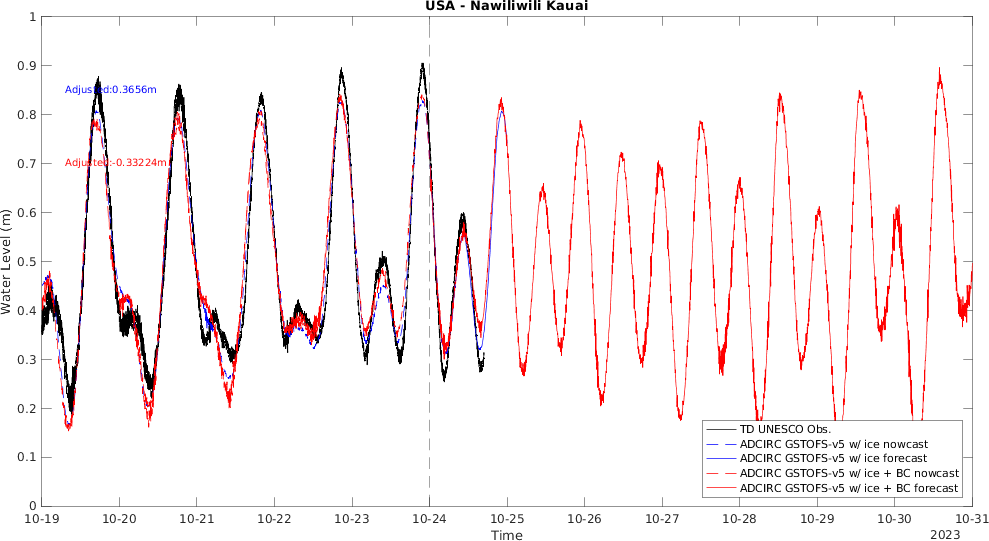 USA - Nawiliwili Kauai
Water Level (m)
1
0.9
0.8
0.7
0.6
0.5
0.4
0.3
0.2
0.1
0
Adjusted:0.3656m
Adjusted:-0.33224m
TD UNESCO Obs.
ADCIRC GSTOFS-v5 w/ ice nowcast
ADCIRC GSTOFS-v5 w/ ice forecast
ADCIRC GSTOFS-v5 w/ ice + BC nowcast
ADCIRC GSTOFS-v5 w/ ice + BC forecast
10-19 10-20 10-21 10-22 10-23 10-24 10-25 10-26 10-27 10-28 10-29 10-30 10-31
Time
2023